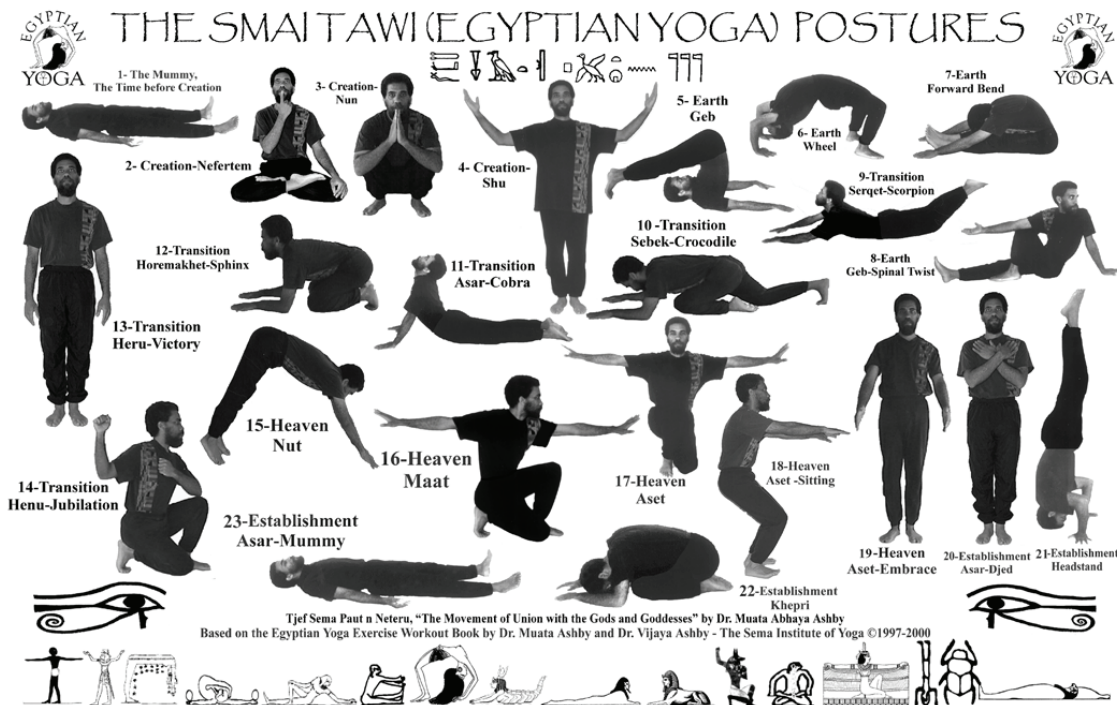 THE SMAI TAWI (EGYPTIAN YOGA) POSTURES
EGYPTIAN
YOGA
EGYPTIAN
YOGA
1- The Mummy,
The Time before Creation
2- Creation-Nefertem
3- Creation-
Nun
4- Creation-
Shu
5- Earth
Geb
6- Earth
Wheel
7-Earth
Forward Bend
9-Transition
Serqet-Scorpion
8-Earth
Geb-Spinal Twist
10 -Transition
Sebek-Crocodile
11-Transition
Asar-Cobra
12-Transition
Horemakhet-Sphinx
13-Transition
Heru-Victory
14-Transition
Henu-Jubilation
15-Heaven
Nut
16-Heaven
Maat
17-Heaven
Aset
18-Heaven
Aset -Sitting
19-Heaven
Aset-Embrace
20-Establishment
Asar-Djed
21-Establishment
Headstand
22-Establishment
Khepri
23-Establishment
Asar-Mummy
Tjef Sema Paut n Neteru, “The Movement of Union with the Gods and Goddesses” by Dr. Muata Abhaya Ashby
Based on the Egyptian Yoga Exercise Workout Book by Dr. Muata Ashby and Dr. Vijaya Ashby - The Sema Institute of Yoga ©1997-2000